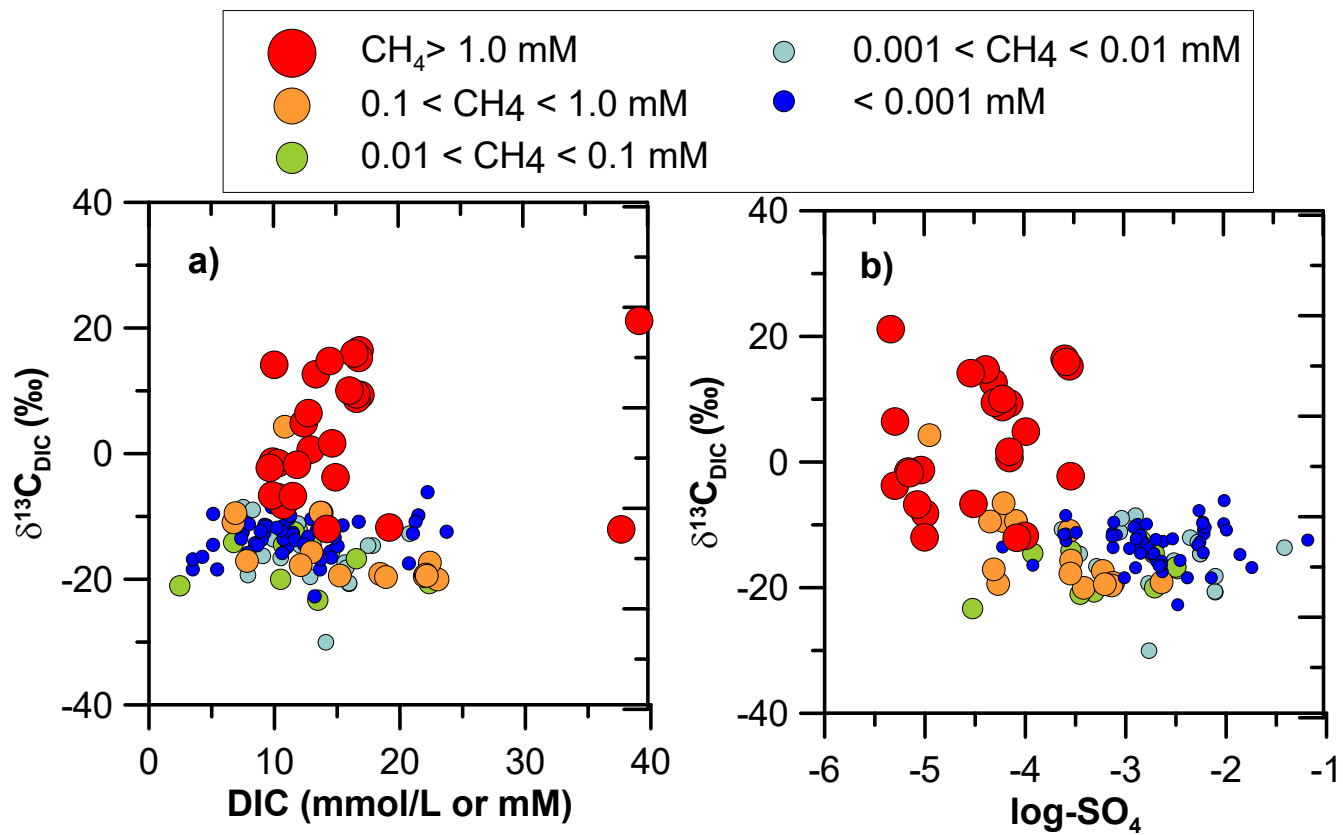 CH₄> 1.0 mM
0.1 < CH4 < 1.0 mM
0.01 < CH4 < 0.1 mM
0.001 < CH4 < 0.01 mM
< 0.001 mM
a)
40
20
0
-20
-40
δ¹³C_DIC (‰)
0 10 20 30 40
DIC (mmol/L or mM)
b)
40
20
0
-20
-40
δ¹³C_DIC (‰)
-6 -5 -4 -3 -2 -1
log-SO₄